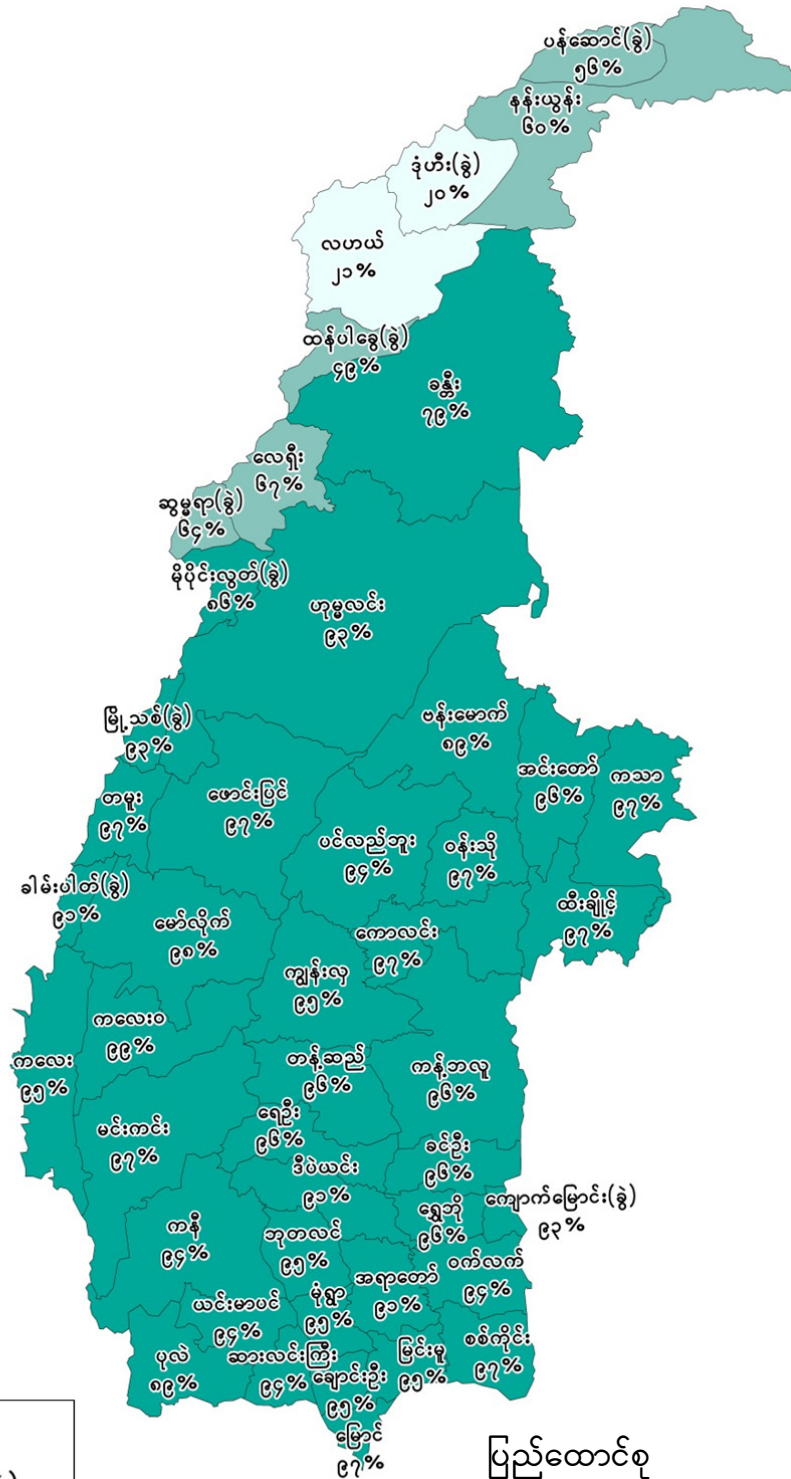 ပန်ဆောင်(ခွဲ)
၅၆%
နန်းယွန်း
၆၀%
ဒုံဟီး(ခွဲ)
၂၀%
လဟယ်
၂၁%
ထန်ပါခွေ(ခွဲ)
၄၉%
ခန္တီး
၇၉%
လေရှီး
၆၇%
ဆွမ္မရာ(ခွဲ)
၆၄%
မိုပိုင်းလွတ်(ခွဲ)
၈၆%
ဟုမ္မလင်း
၉၃%
မြို့သစ်(ခွဲ)
၉၃%
ဗန်းမောက်
၈၉%
အင်းတော်
၉၆%
ကသာ
၉၇%
တမူး
၉၇%
ဖောင်းပြင်
၉၇%
ပင်လည်ဘူး
၉၄%
ဝန်းသို
၉၇%
ခါမ်းပါတ်(ခွဲ)
၉၁%
မော်လိုက်
၉၈%
ကောလင်း
၉၇%
ထီးချိုင့်
၉၇%
ကျွန်းလှ
၉၅%
ကလေးဝ
၉၉%
ကလေး
၉၅%
တန့်ဆည်
၉၆%
ကန့်ဘလူ
၉၆%
မင်းကင်း
၉၇%
ရေဦး
၉၆%
ခင်ဦး
၉၆%
ဒီပဲယင်း
၉၁%
ကျောက်မြောင်း(ခွဲ)
၉၃%
ရွှေဘို
၉၆%
ကနီ
၉၄%
ဘုတလင်
၉၅%
အရာတော်
၉၁%
ဝက်လက်
၉၄%
ယင်းမာပင်
၉၄%
မုံရွာ
၉၅%
စစ်ကိုင်း
၉၇%
မြင်းမူ
၉၅%
ပုလဲ
၈၉%
ဆားလင်းကြီး
၉၄%
ချောင်းဦး
၉၅%
မြောင်
၉၇%
ပြည်ထောင်စု